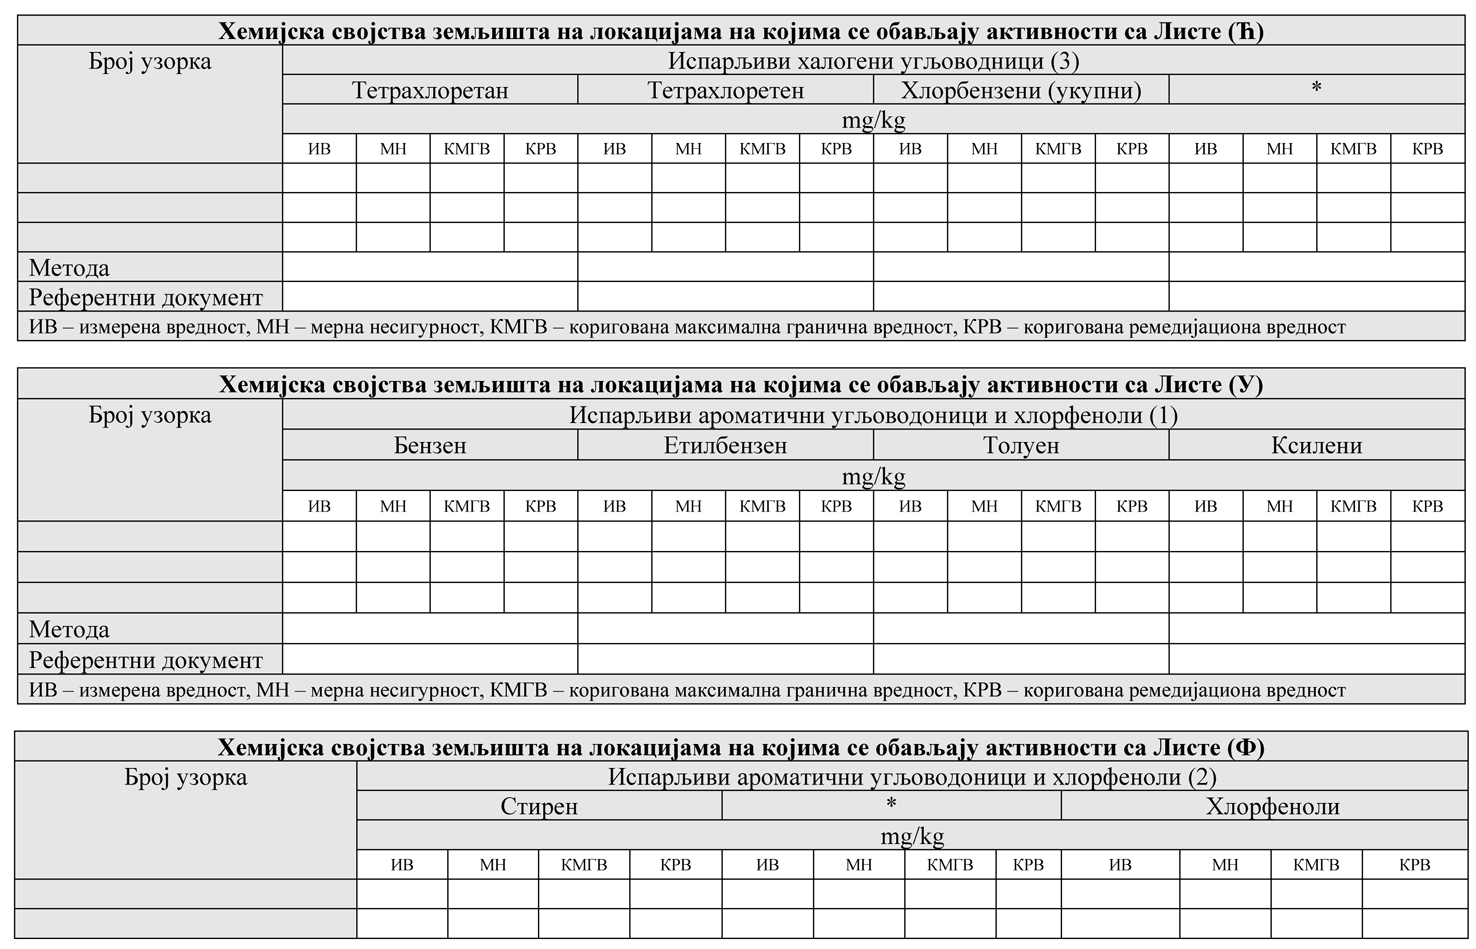 Хемијска својства земљишта на локацијама на којима се обављају активности са Листе (Ћ)
Број узорка Испарљиви халогени угљоводници (3)
Тетрахлоретан Тетрахлоретен Хлорбензени (укупни) *
mg/kg
ИВ МН КМГВ КРВ ИВ МН КМГВ КРВ ИВ МН КМГВ КРВ ИВ МН КМГВ КРВ
Метода
Референтни документ
ИВ – измерена вредност, МН – мерна несигурност, КМГВ – коригована максимална гранична вредност, КРВ – коригована ремедијациона вредност
Хемијска својства земљишта на локацијама на којима се обављају активности са Листе (У)
Број узорка Испарљиви ароматични угљоводоници и хлорфеноли (1)
Бензен Етилбензен Толуен Ксилени
mg/kg
ИВ МН КМГВ КРВ ИВ МН КМГВ КРВ ИВ МН КМГВ КРВ ИВ МН КМГВ КРВ
Метода
Референтни документ
ИВ – измерена вредност, МН – мерна несигурност, КМГВ – коригована максимална гранична вредност, КРВ – коригована ремедијациона вредност
Хемијска својства земљишта на локацијама на којима се обављају активности са Листе (Ф)
Број узорка Испарљиви ароматични угљоводоници и хлорфеноли (2)
Стирен * Хлорфеноли
mg/kg
ИВ МН КМГВ КРВ ИВ МН КМГВ КРВ ИВ МН КМГВ КРВ